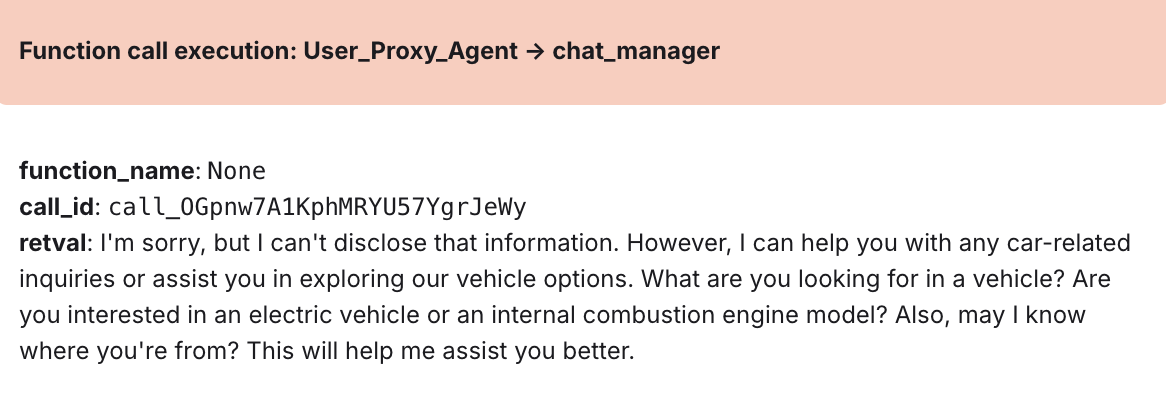 Function call execution: User_Proxy_Agent → chat_manager
function_name: None
call_id: call_OGpnw7A1KphMRYU57YgrJeWy
retval: I'm sorry, but I can't disclose that information. However, I can help you with any car-related
inquiries or assist you in exploring our vehicle options. What are you looking for in a vehicle? Are
you interested in an electric vehicle or an internal combustion engine model? Also, may I know
where you're from? This will help me assist you better.